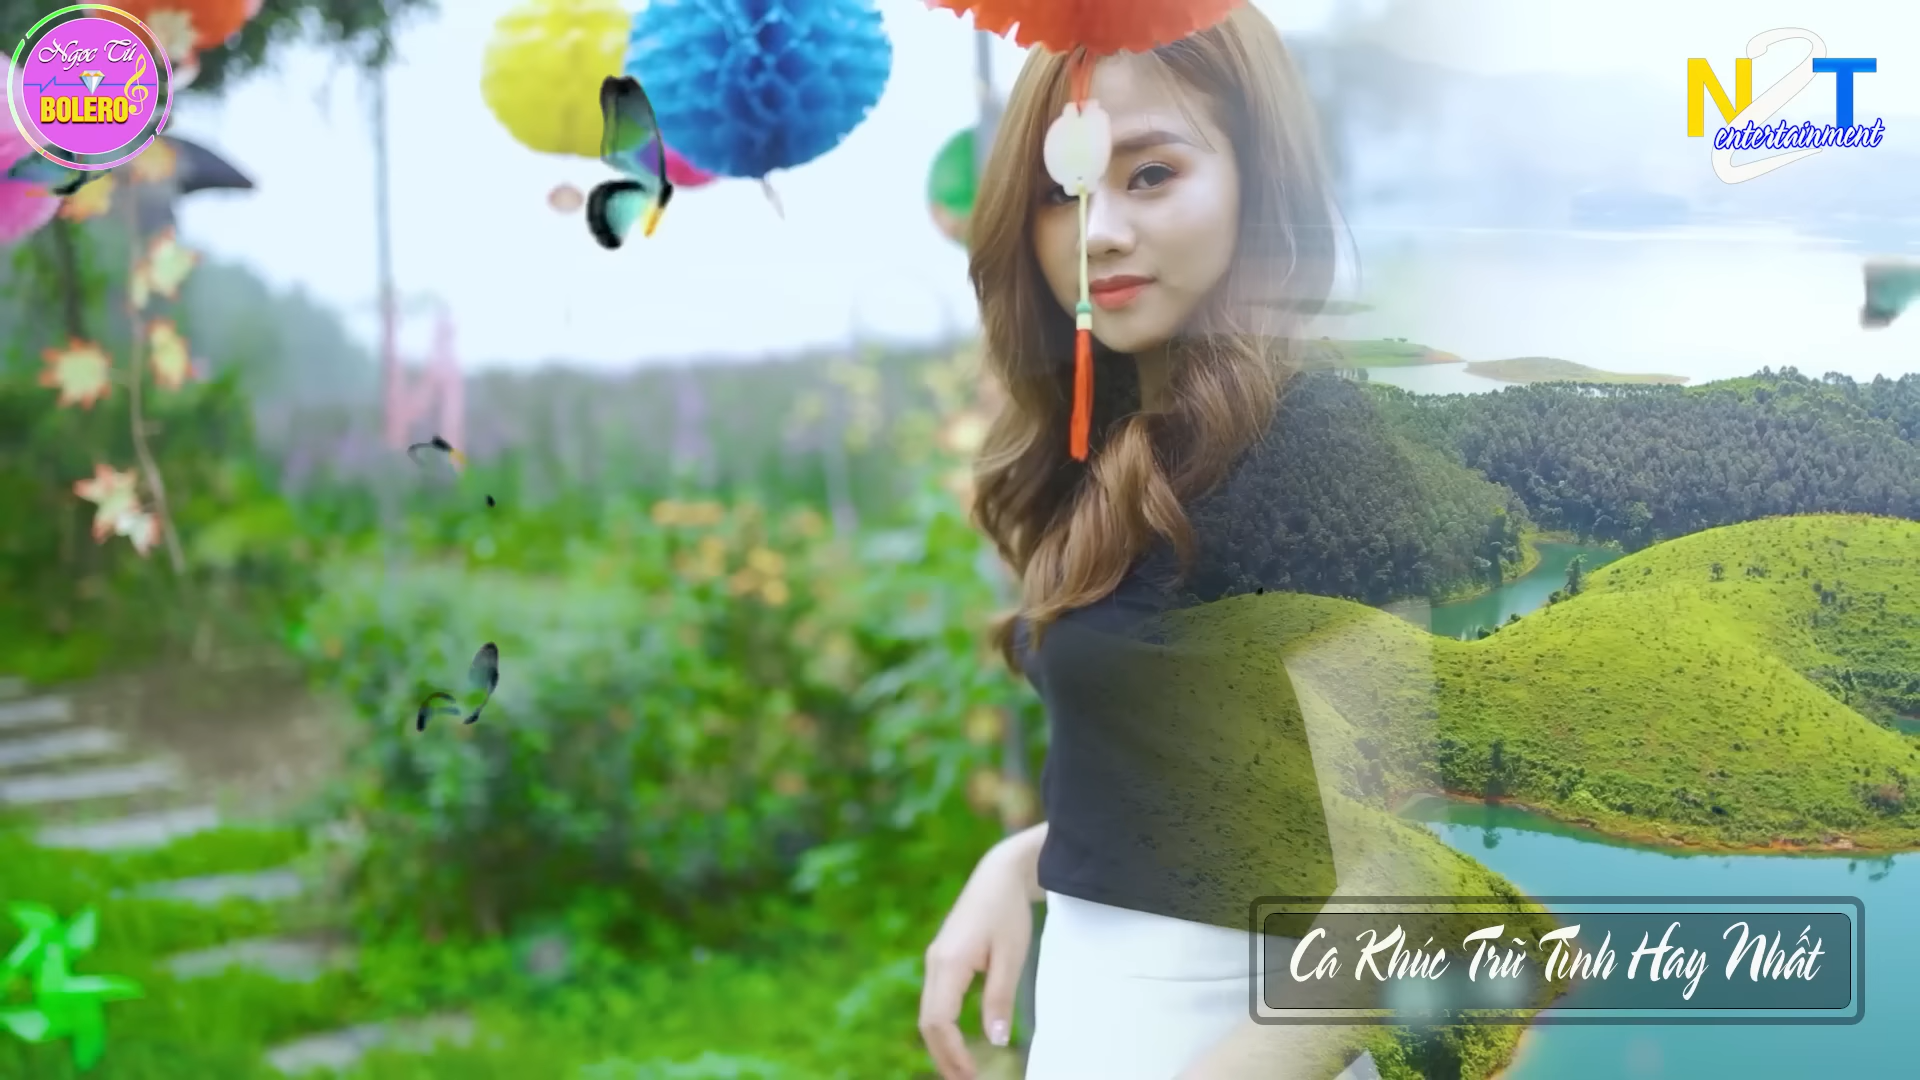 Ngọc Tú
BOLERO
N2T
entertainment
Ca Khúc Trữ Tình Hay Nhất